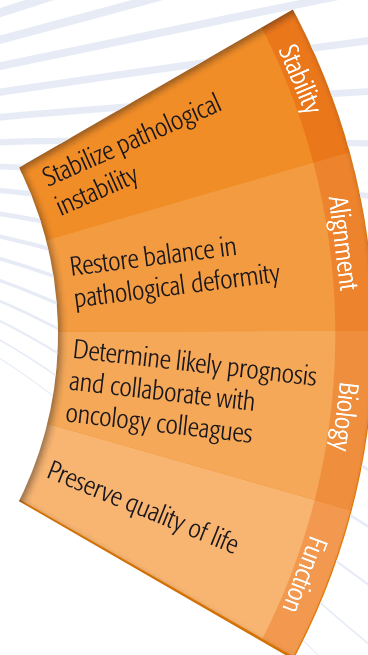 Stability
Stabilize pathological
instability
Alignment
Restore balance in
pathological deformity
Biology
Determine likely prognosis
and collaborate with
oncology colleagues
Function
Preserve quality of life